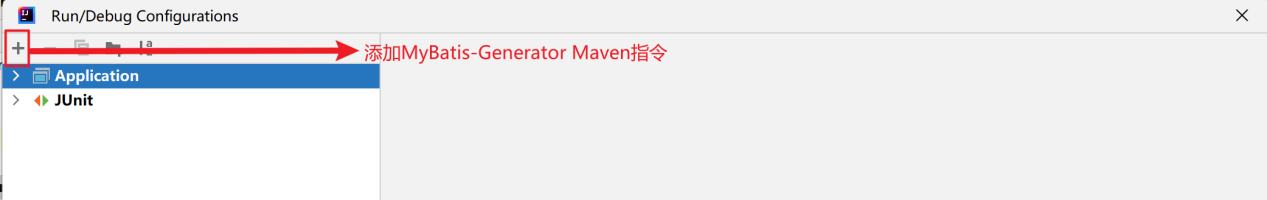 Run/Debug Configurations
添加MyBatis-Generator Maven指令
Application
JUnit